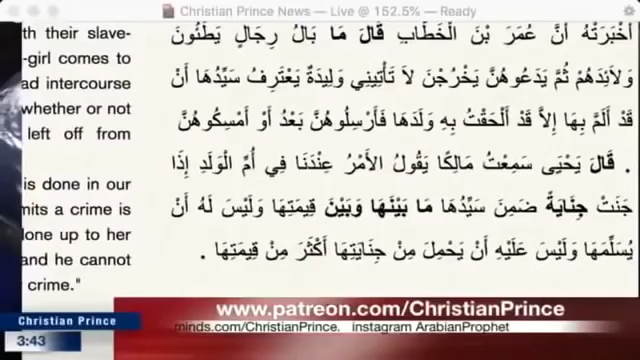 Christian Prince News — Live @ 152.5% — Ready
th their slave-
-girl comes to
ad intercourse
whether or not
left off from
is done in our
mits a crime is
lone up to her
and he cannot
crime."
أَخْبَرَتْهُ أَنَّ عُمَرَ بْنَ الْخَطَّابِ قَالَ مَا بَالُ رِجَالٍ يَطَئُونَ
وَلاَئِدَهُمْ ثُمَّ يَدَعُوهُنَّ يَخْرُجْنَ لاَ تَأْتِينِي وَلِيدَةٌ يَعْتَرِفُ سَيِّدُهَا أَنْ
قَدْ أَلَمَّ بِهَا إِلاَّ قَدْ أَلْحَقْتُ بِهِ وَلَدَهَا فَأَرْسِلُوهُنَّ بَعْدُ أَوْ أَمْسِكُوهُنَّ
. قَالَ يَحْيَى سَمِعْتُ مَالِكًا يَقُولُ الأَمْرُ عِنْدَنَا فِي أُمِّ الْوَلَدِ إِذَا
جَنَتْ جِنَايَةً ضَمِنَ سَيِّدُهَا مَا بَيْنَهَا وَبَيْنَ قِيمَتِهَا وَلَيْسَ لَهُ أَنْ
يُسَلِّمَهَا وَلَيْسَ عَلَيْهِ أَنْ يَحْمِلَ مِنْ جِنَايَتِهَا أَكْثَرَ مِنْ قِيمَتِهَا .
www.patreon.com/ChristianPrince
Christian Prince
minds.com/ChristianPrince. instagram ArabianProphet
3:43